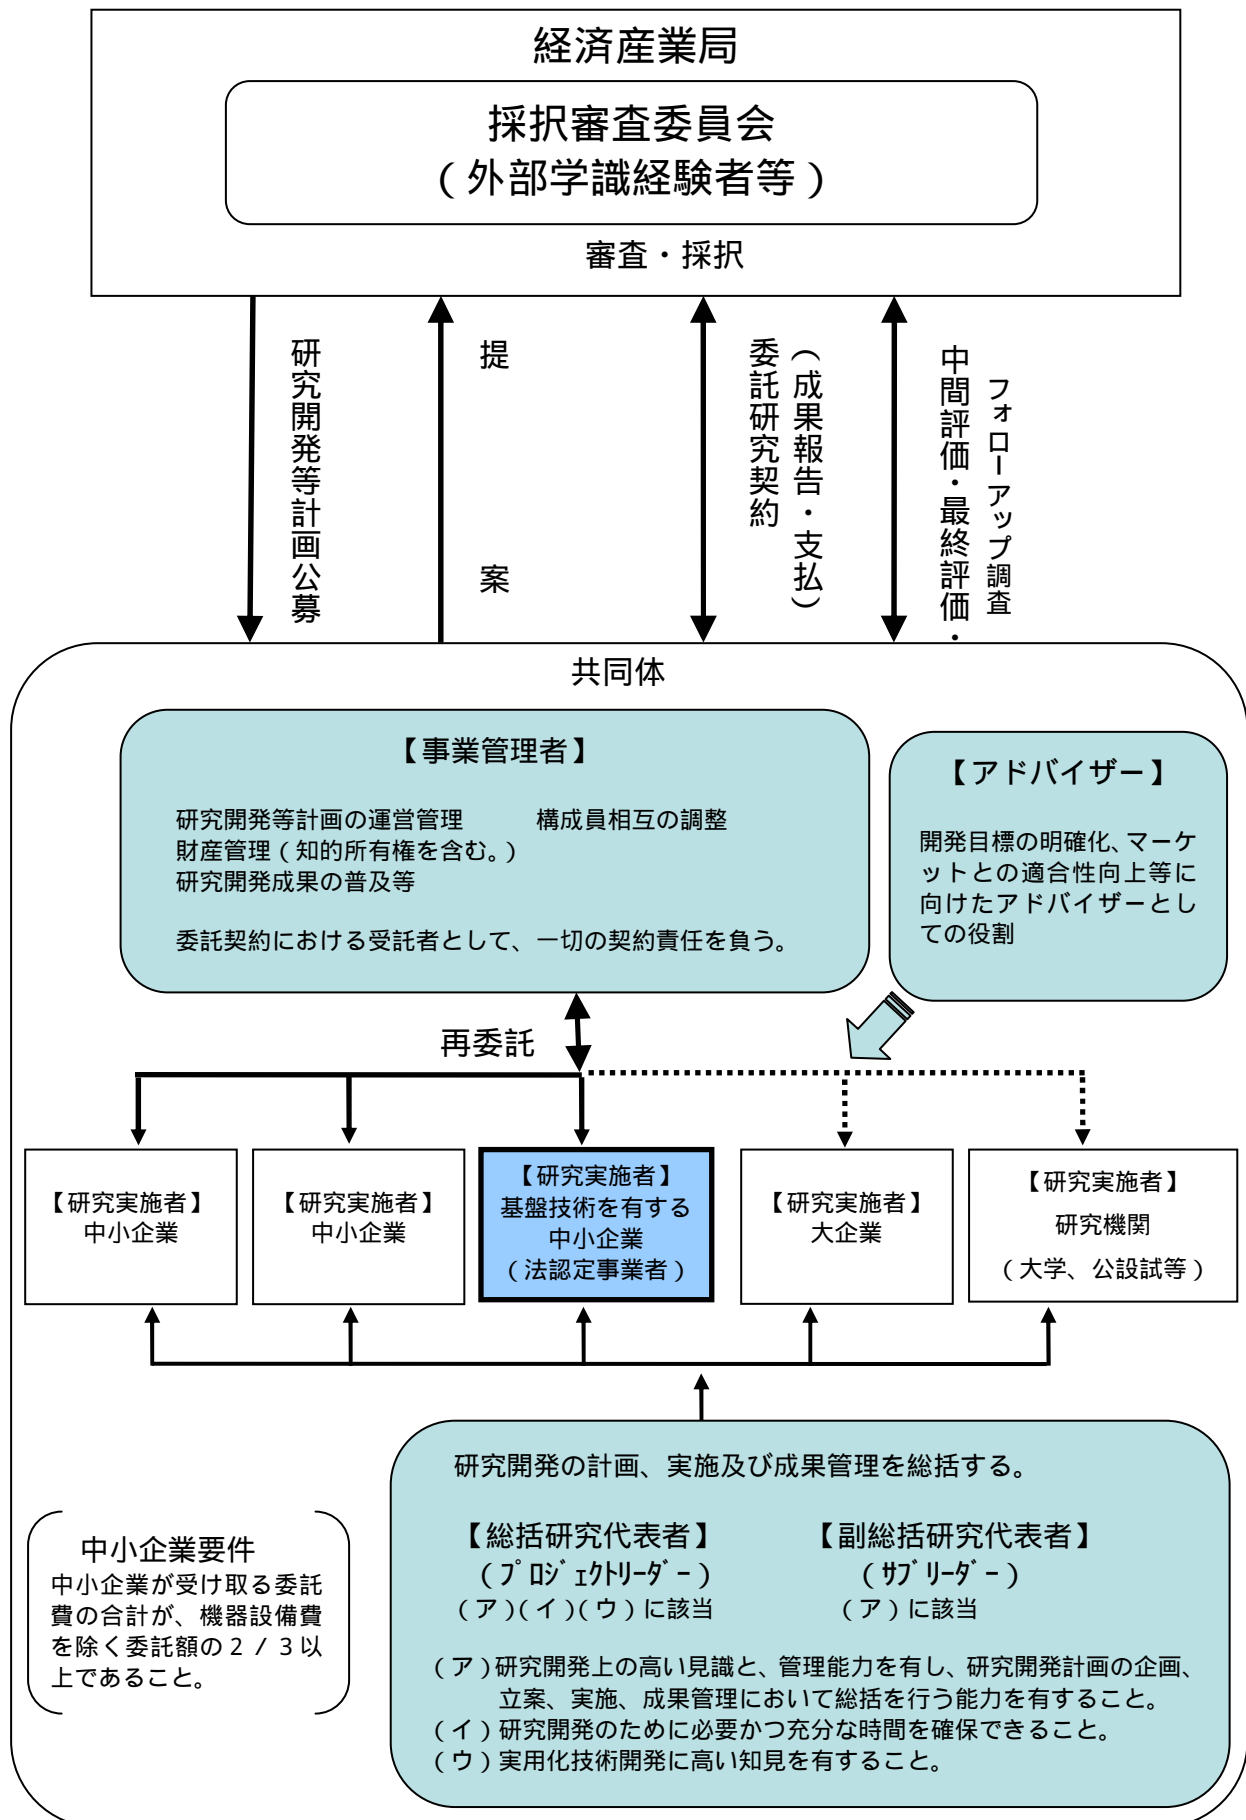 経済産業局
採択審査委員会
（外部学識経験者等）
審査・採択
研究開発等計画公募
提案
委託研究契約
（成果報告・支払）
中間評価・最終評価・
フォローアップ調査
共同体
【事業管理者】
研究開発等計画の運営管理　　　構成員相互の調整
財産管理（知的所有権を含む。）
研究開発成果の普及等
委託契約における受託者として、一切の契約責任を負う。
【アドバイザー】
開発目標の明確化、マーケ
ットとの適合性向上等に
向けたアドバイザーとし
ての役割
再委託
【研究実施者】
中小企業
【研究実施者】
中小企業
【研究実施者】
基盤技術を有する
中小企業
（法認定事業者）
【研究実施者】
大企業
【研究実施者】
研究機関
（大学、公設試等）
研究開発の計画、実施及び成果管理を総括する。
【総括研究代表者】
（ﾌﾟﾛｼﾞｪｸﾄﾘｰﾀﾞｰ）
（ア）（イ）（ウ）に該当
【副総括研究代表者】
（ｻﾌﾞﾘｰﾀﾞｰ）
（ア）に該当
（ア）研究開発上の高い見識と、管理能力を有し、研究開発計画の企画、
立案、実施、成果管理において総括を行う能力を有すること。
（イ）研究開発のために必要かつ充分な時間を確保できること。
（ウ）実用化技術開発に高い知見を有すること。
中小企業要件
中小企業が受け取る委託
費の合計が、機器設備費
を除く委託額の２／３以
上であること。